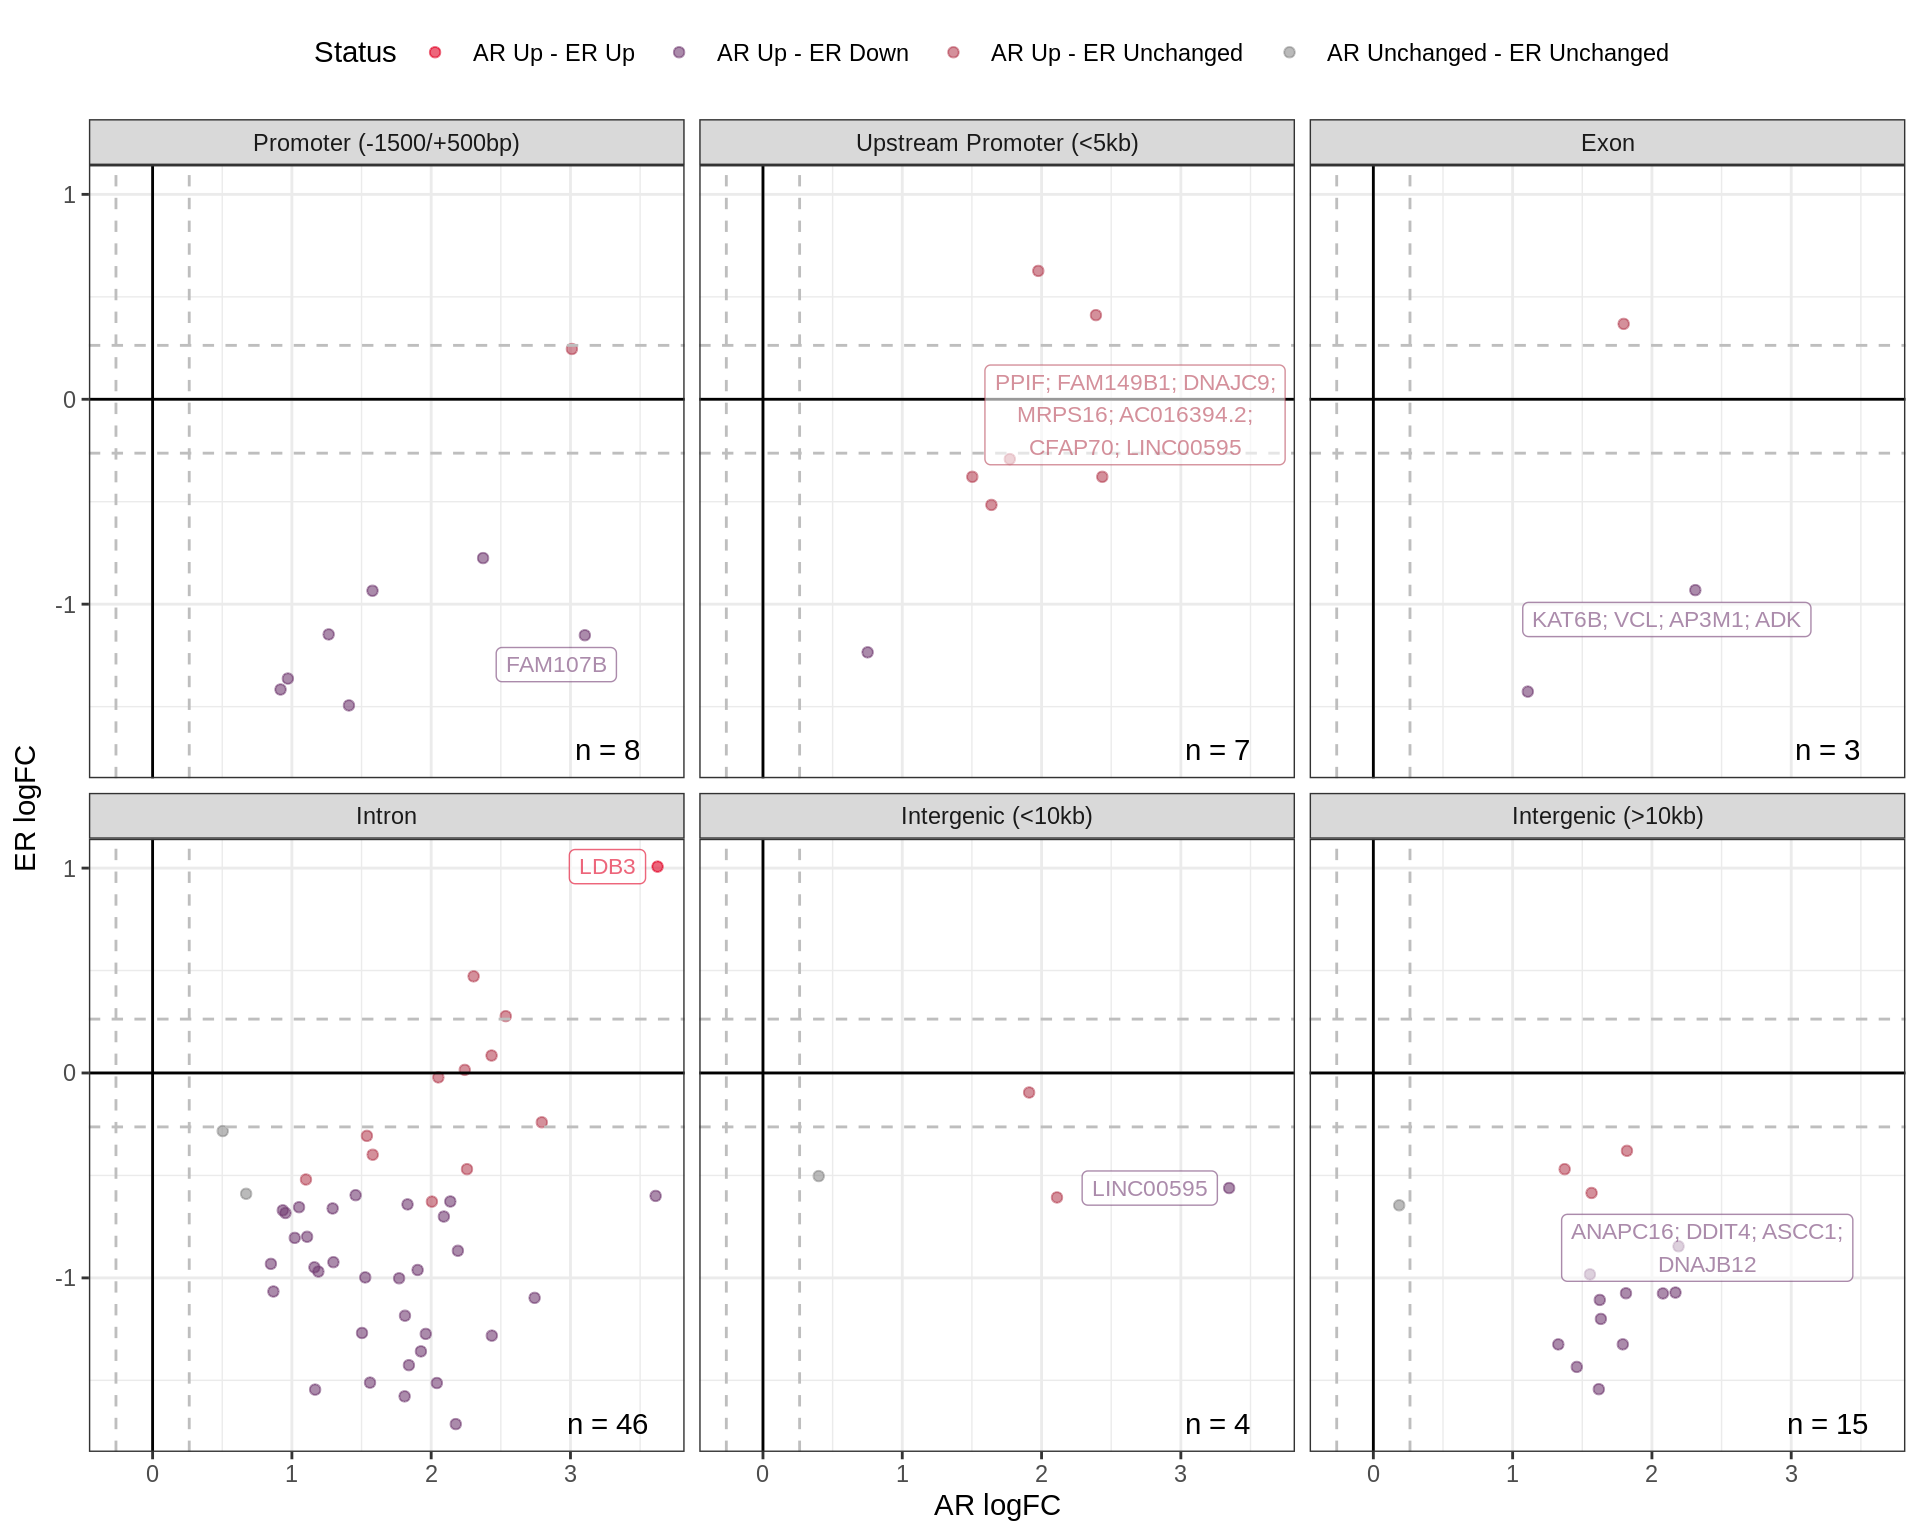 Status AR Up - ER Up AR Up - ER Down AR Up - ER Unchanged AR Unchanged - ER Unchanged
Promoter (-1500/+500bp)
Upstream Promoter (<5kb)
Exon
1
0
-1
FAM107B
n = 8
PPIF; FAM149B1; DNAJC9;
MRPS16; AC016394.2;
CFAP70; LINC00595
n = 7
KAT6B; VCL; AP3M1; ADK
n = 3
ER logFC
Intron
Intergenic (<10kb)
Intergenic (>10kb)
1
0
-1
LDB3
n = 46
LINC00595
n = 4
ANAPC16; DDIT4; ASCC1;
DNAJB12
n = 15
0 1 2 3
0 1 2 3
0 1 2 3
AR logFC